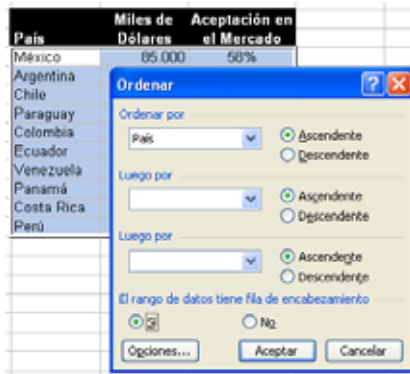 País Miles de Dólares Aceptación en el Mercado
México 85.000 58%
Argentina
Chile
Paraguay
Colombia
Ecuador
Venezuela
Panamá
Costa Rica
Perú
Ordenar
Ordenar por
País
Ascendente
Descendente
Luego por
Ascendente
Descendente
Luego por
Ascendente
Descendente
El rango de datos tiene fila de encabezamiento
Sí No
Opciones... Aceptar Cancelar